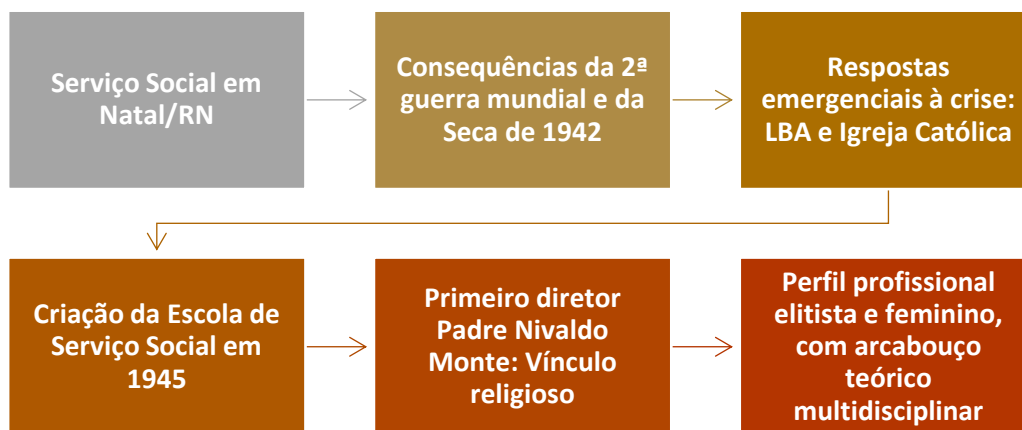 Serviço Social em
Natal/RN
Consequências da 2ª
guerra mundial e da
Seca de 1942
Respostas
emergenciais à crise:
LBA e Igreja Católica
Criação da Escola de
Serviço Social em
1945
Primeiro diretor
Padre Nivaldo
Monte: Vínculo
religioso
Perfil profissional
elitista e feminino,
com arcabouço
teórico
multidisciplinar